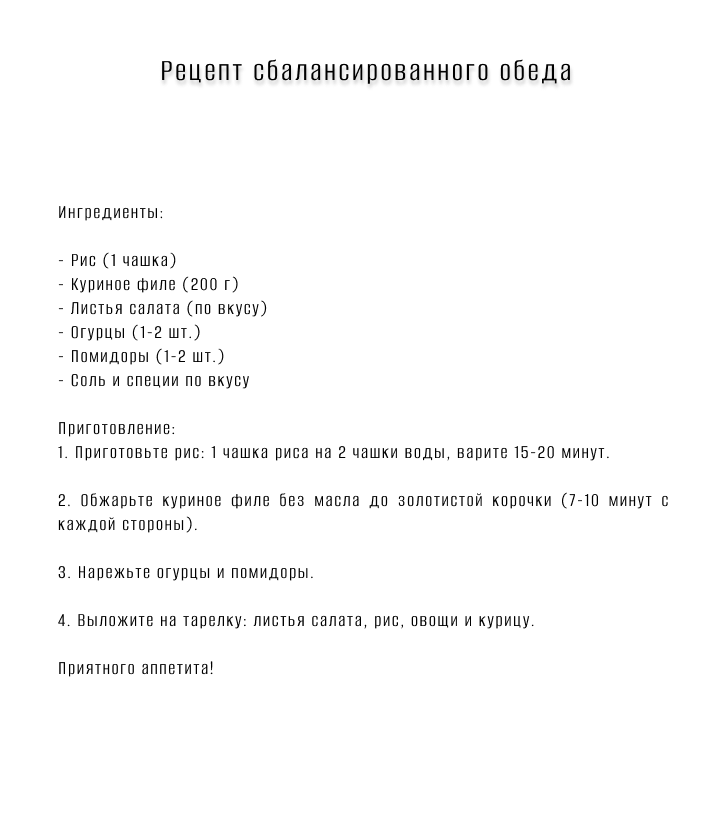 Рецепт сбалансированного обеда
Ингредиенты:
- Рис (1 чашка)
- Куриное филе (200 г)
- Листья салата (по вкусу)
- Огурцы (1-2 шт.)
- Помидоры (1-2 шт.)
- Соль и специи по вкусу
Приготовление:
1. Приготовьте рис: 1 чашка риса на 2 чашки воды, варите 15-20 минут.
2. Обжарьте куриное филе без масла до золотистой корочки (7-10 минут с
каждой стороны).
3. Нарежьте огурцы и помидоры.
4. Выложите на тарелку: листья салата, рис, овощи и курицу.
Приятного аппетита!